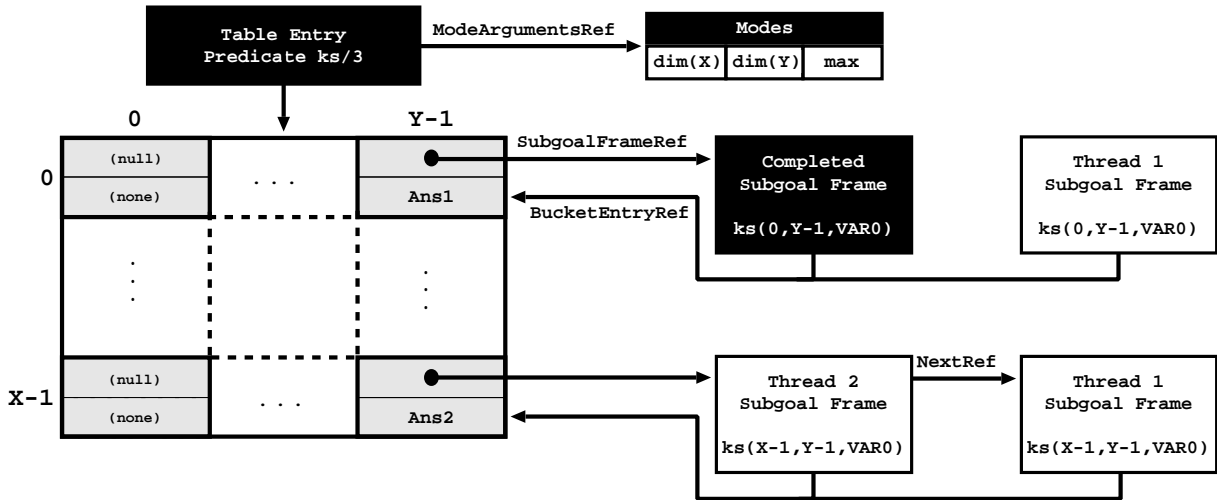 Table Entry
Predicate ks/3
ModeArgumentsRef
Modes
dim(X) dim(Y) max
0 Y-1
0
(null)
(none)
. . .
Ans1
SubgoalFrameRef
BucketEntryRef
Completed
Subgoal Frame
ks(0,Y-1,VAR0)
Thread 1
Subgoal Frame
ks(0,Y-1,VAR0)
. . .
. . .
X-1
(null)
(none)
. . .
Ans2
Thread 2
Subgoal Frame
ks(X-1,Y-1,VAR0)
NextRef
Thread 1
Subgoal Frame
ks(X-1,Y-1,VAR0)